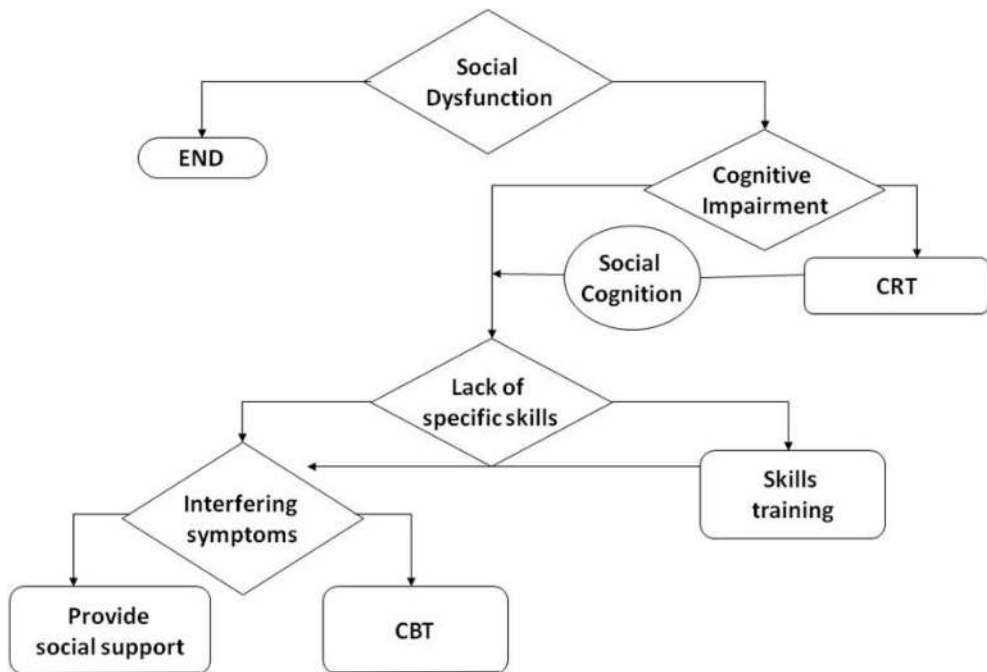 Social
Dysfunction
END
Cognitive
Impairment
Social
Cognition
CRT
Lack of
specific skills
Skills
training
Interfering
symptoms
Provide
social support
CBT